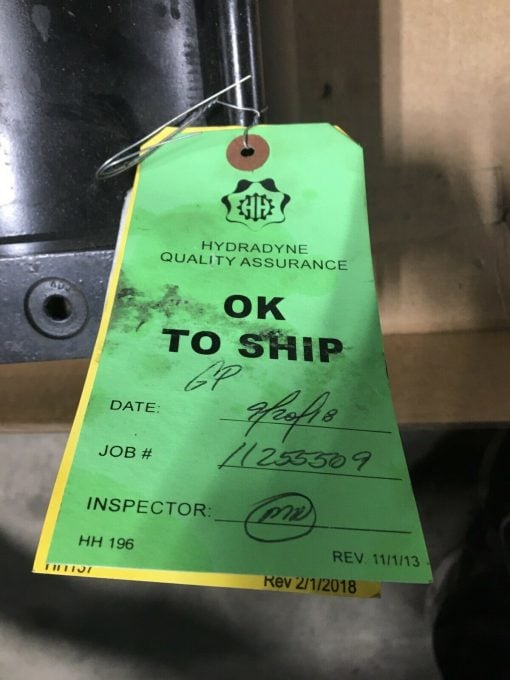 HYDRADYNE
QUALITY ASSURANCE
OK
TO SHIP
GP
DATE: 9/20/18
JOB # 11255509
INSPECTOR:
HH 196
REV. 11/1/13
HH137
Rev 2/1/2018